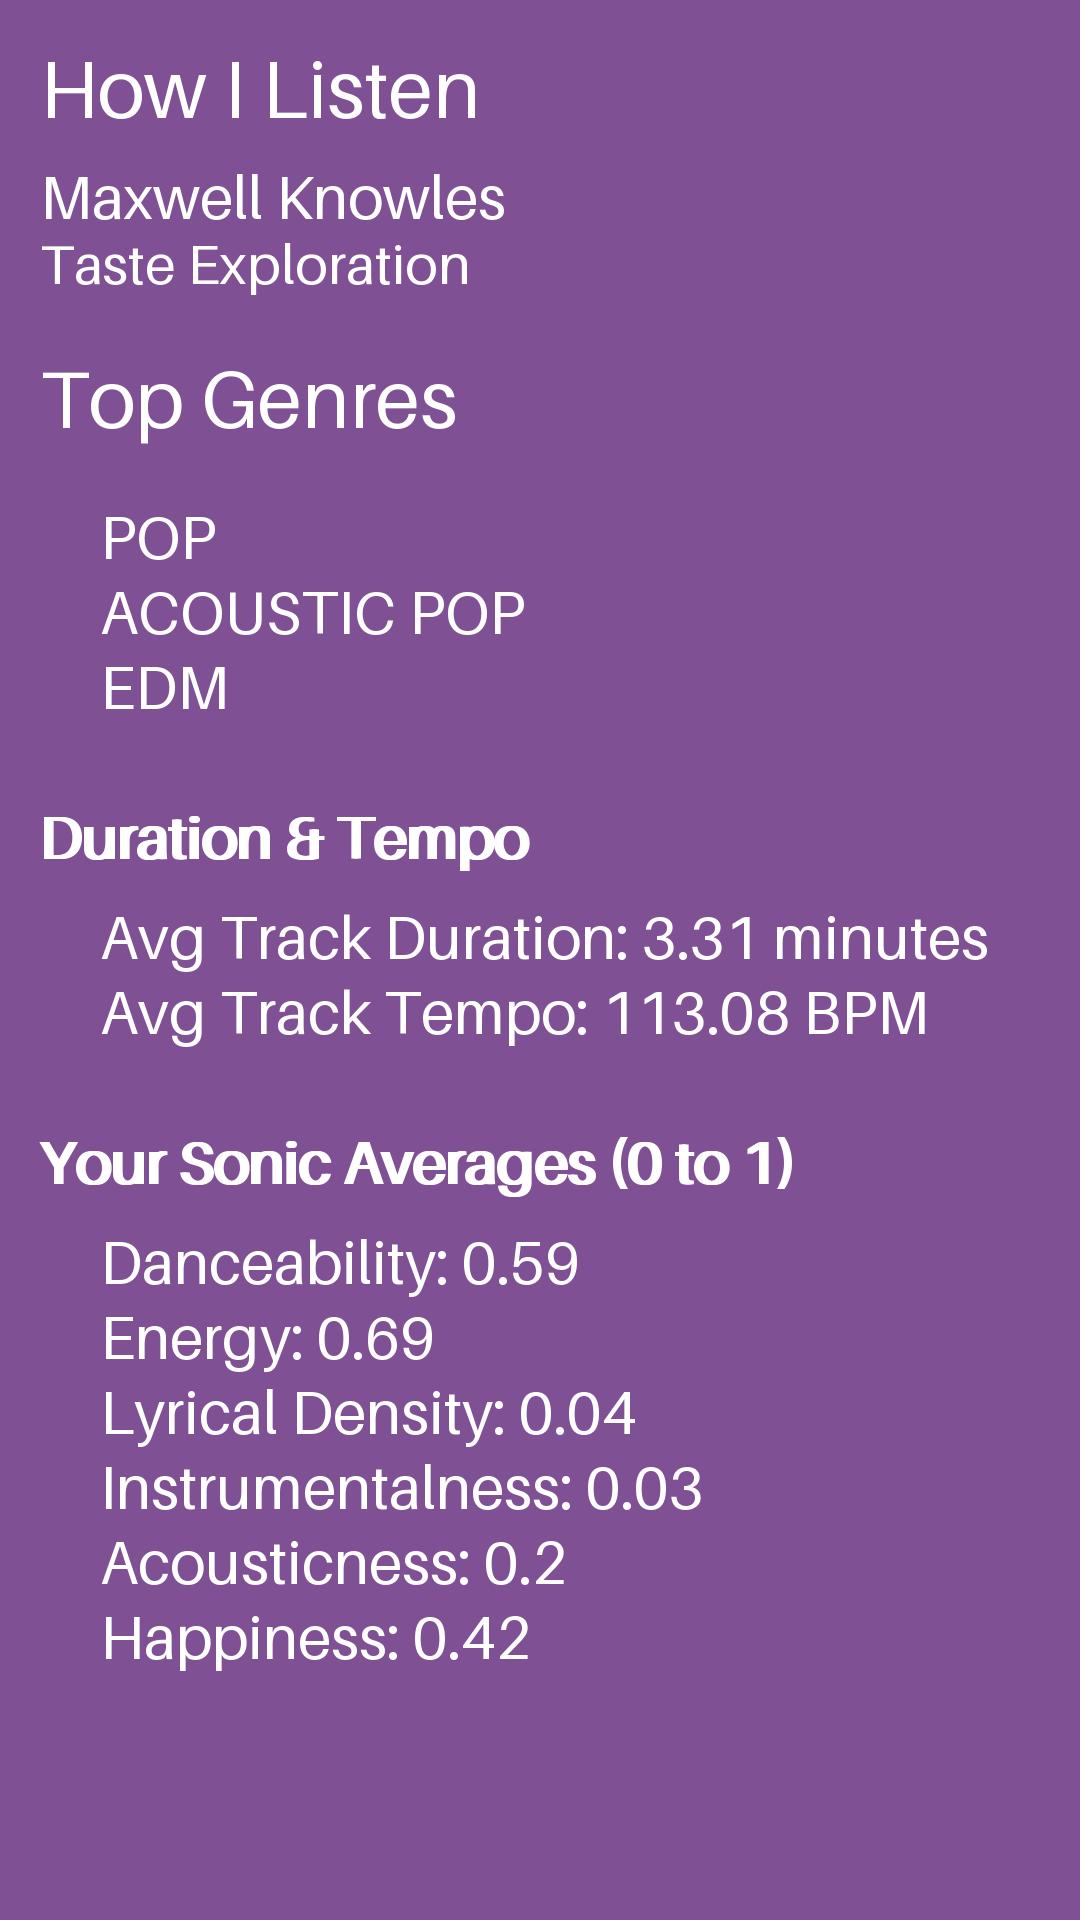 How I Listen
Maxwell Knowles
Taste Exploration
Top Genres
POP
ACOUSTIC POP
EDM
Duration & Tempo
Avg Track Duration: 3.31 minutes
Avg Track Tempo: 113.08 BPM
Your Sonic Averages (0 to 1)
Danceability: 0.59
Energy: 0.69
Lyrical Density: 0.04
Instrumentalness: 0.03
Acousticness: 0.2
Happiness: 0.42